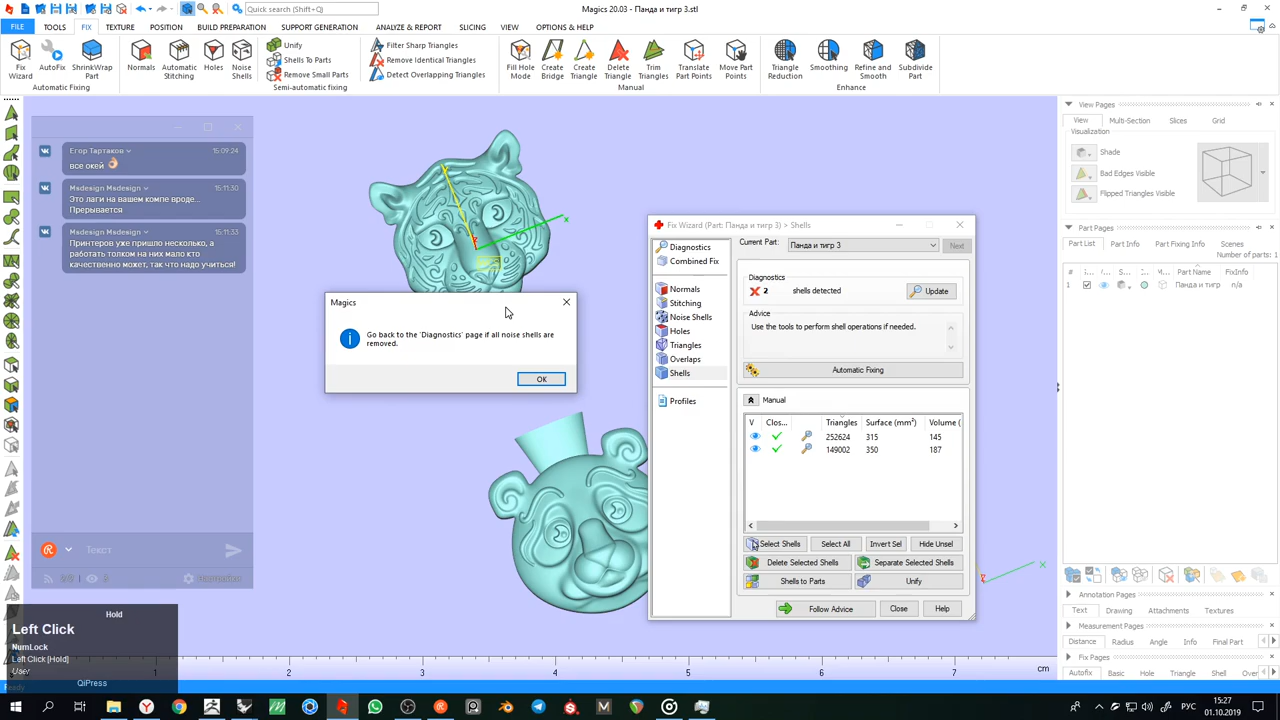 Quick search (Shift+Q)
Magics 20.03 - Панда и тигр 3.stl
FILE TOOLS FIX TEXTURE POSITION BUILD PREPARATION SUPPORT GENERATION ANALYZE & REPORT SLICING VIEW OPTIONS & HELP
Fix Wizard
AutoFix
ShrinkWrap Part
Automatic Fixing
Normals
Automatic Stitching
Holes
Noise Shells
Unify
Shells To Parts
Remove Small Parts
Semi-automatic fixing
Filter Sharp Triangles
Remove Identical Triangles
Detect Overlapping Triangles
Fill Hole Mode
Create Bridge
Create Triangle
Delete Triangle
Trim Triangles
Translate Part Points
Move Part Points
Manual
Triangle Reduction
Smoothing
Refine and Smooth
Subdivide Part
Enhance
Егор Тартаков 15:09:24
все окей
Msdesign Msdesign 15:11:30
Это лаги на вашем компе вроде...
Прерывается
Msdesign Msdesign 15:11:33
Принтеров уже пришло несколько, а
работать толком на них мало кто
качественно может, так что надо учиться!
Текст
Magics
Go back to the 'Diagnostics' page if all noise shells are
removed.
OK
x
Fix Wizard (Part: Панда и тигр 3) > Shells
Diagnostics
Combined Fix
Normals
Stitching
Noise Shells
Holes
Triangles
Overlaps
Shells
Profiles
Current Part: Панда и тигр 3 Next
Diagnostics
2 shells detected Update
Advice
Use the tools to perform shell operations if needed.
Automatic Fixing
Manual
V Clos... Triangles Surface (mm²) Volume (
252624 315 145
149002 350 187
Select Shells Select All Invert Sel Hide Unsel
Delete Selected Shells Separate Selected Shells
Shells to Parts Unify
Follow Advice Close Help
View Pages
View Multi-Section Slices Grid
Visualization
Shade
Bad Edges Visible
Flipped Triangles Visible
Part Pages
Part List Part Info Part Fixing Info Scenes
Number of parts: 1
# S... Part Name FixInfo
1 Панда и тигр 3 n/a
Annotation Pages
Text Drawing Attachments Textures
Measurement Pages
Distance Radius Angle Info Final Part
Fix Pages
Autofix Basic Hole Triangle Shell Over
X
Hold
Left Click
NumLock
Left Click [Hold]
User
QiPress
1 2 3 4 5 6 7 cm
РУС
15:27
01.10.2019